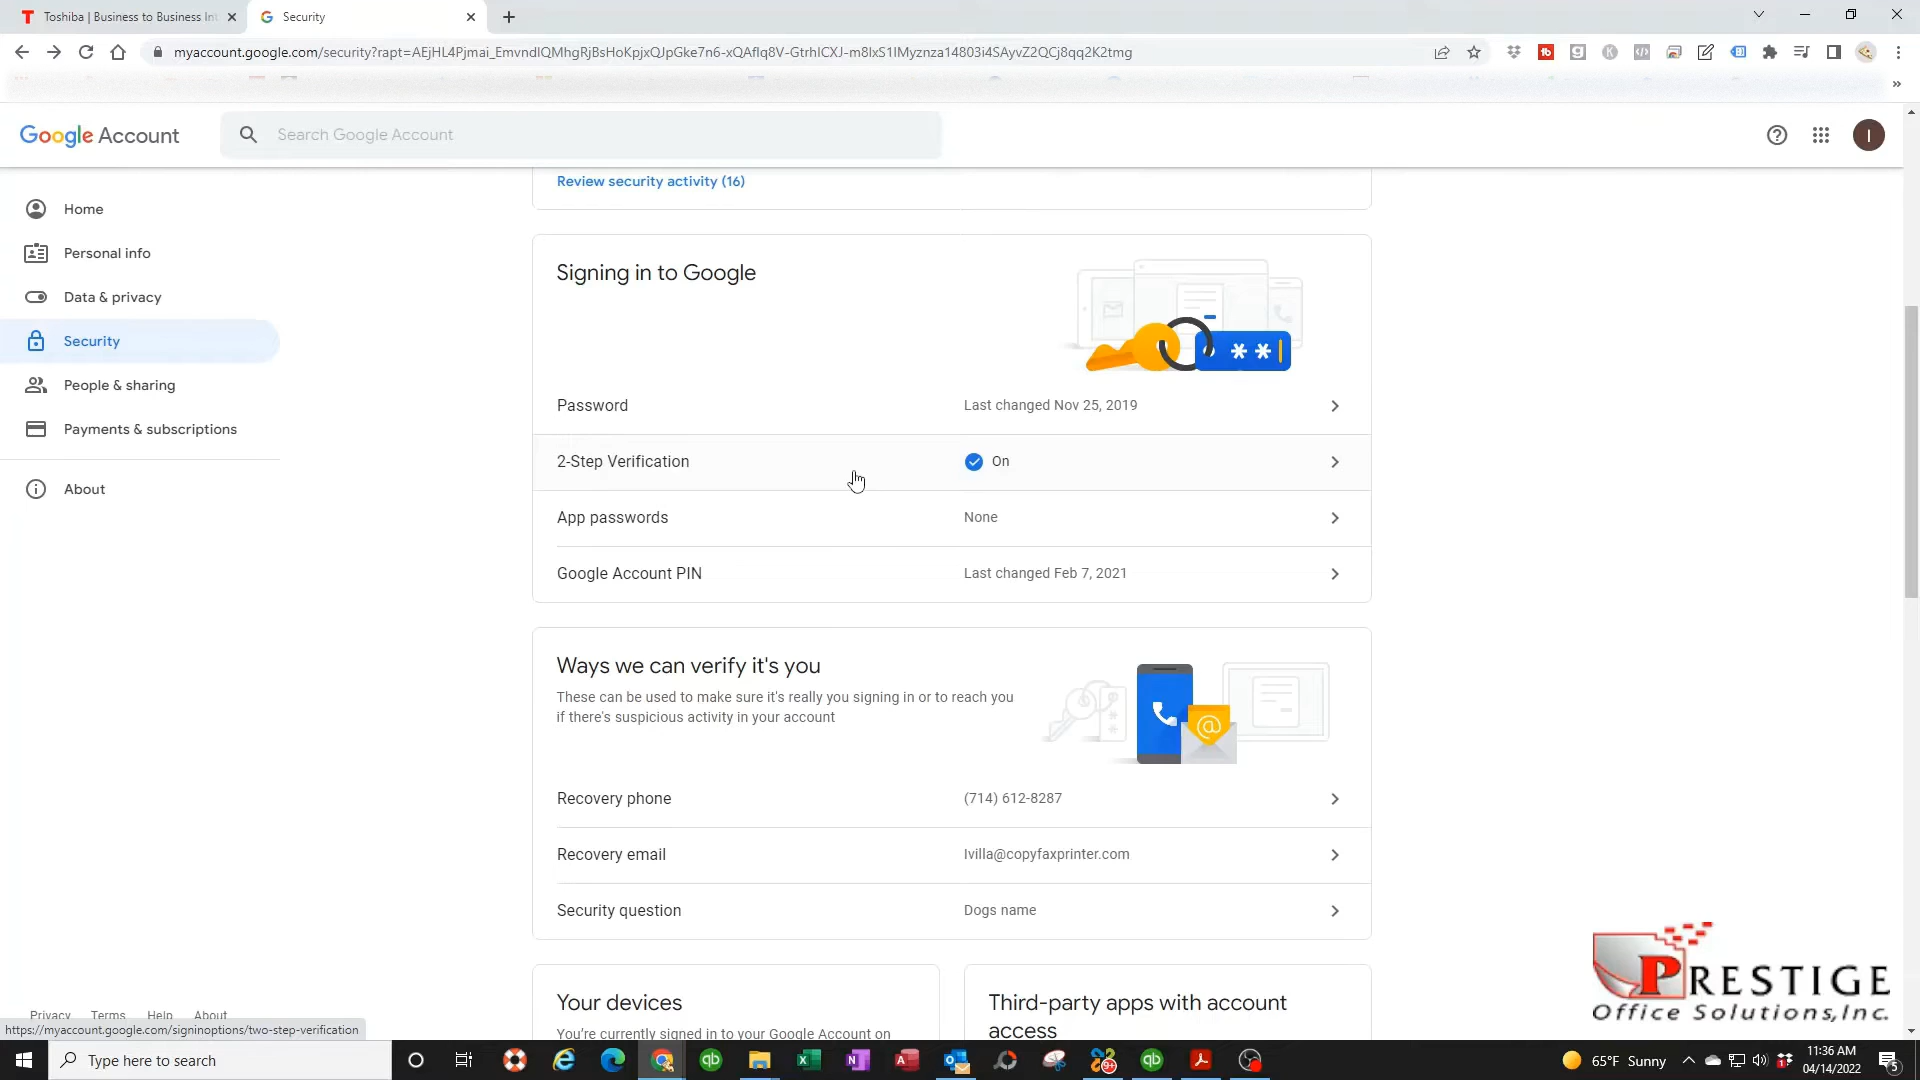 Toshiba | Business to Business Int
Security
myaccount.google.com/security?rapt=AEjHL4Pjmai_EmvndlQMhgRjBsHoKpjxQJpGke7n6-xQAflq8V-GtrhICXJ-m8IxS1IMyznza14803i4SAyvZ2QCj8qq2K2tmg
Google Account
Search Google Account
I
Home
Personal info
Data & privacy
Security
People & sharing
Payments & subscriptions
About
Review security activity (16)
Signing in to Google
Password
Last changed Nov 25, 2019
2-Step Verification
On
App passwords
None
Google Account PIN
Last changed Feb 7, 2021
Ways we can verify it's you
These can be used to make sure it's really you signing in or to reach you
if there's suspicious activity in your account
Recovery phone
(714) 612-8287
Recovery email
Ivilla@copyfaxprinter.com
Security question
Dogs name
Your devices
You're currently signed in to your Google Account on
Third-party apps with account
access
Privacy Terms Help About
https://myaccount.google.com/signinoptions/two-step-verification
PRESTIGE
Office Solutions,Inc.
Type here to search
65°F Sunny
11:36 AM
04/14/2022
5